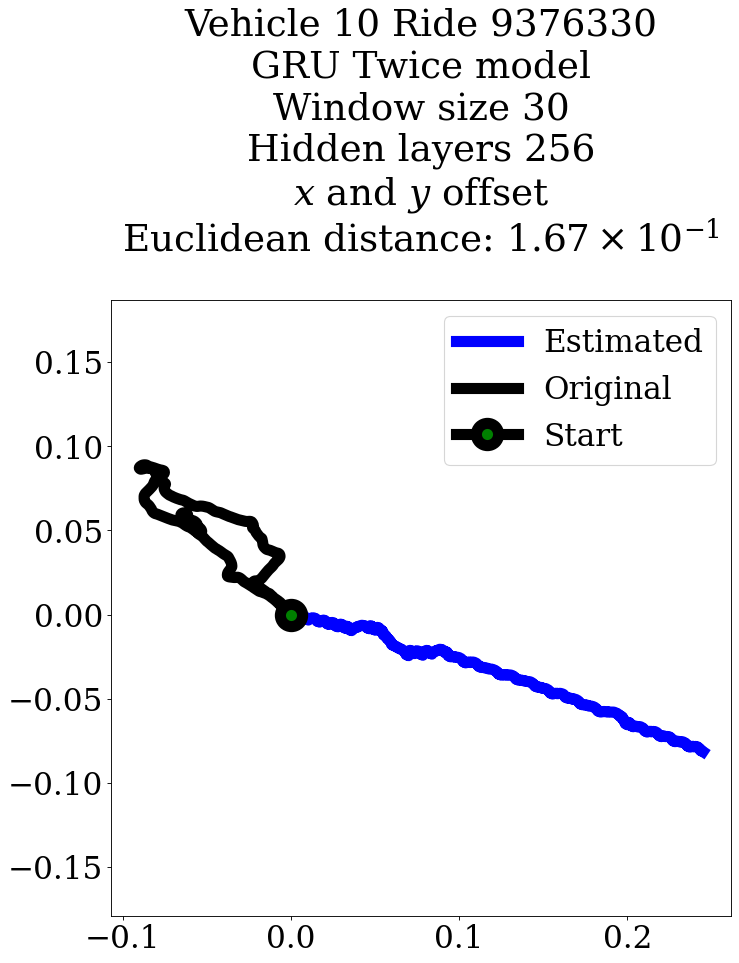 Vehicle 10 Ride 9376330
GRU Twice model
Window size 30
Hidden layers 256
x and y offset
Euclidean distance: 1.67 × 10⁻¹
Estimated
Original
Start
0.15
0.10
0.05
0.00
−0.05
−0.10
−0.15
−0.1 0.0 0.1 0.2